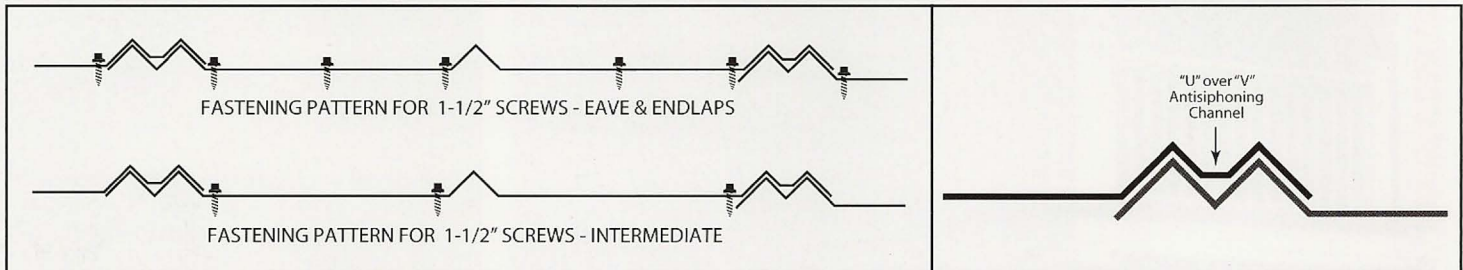 FASTENING PATTERN FOR 1-1/2" SCREWS - EAVE & ENDLAPS
FASTENING PATTERN FOR 1-1/2" SCREWS - INTERMEDIATE
"U" over "V"
Antisiphoning
Channel